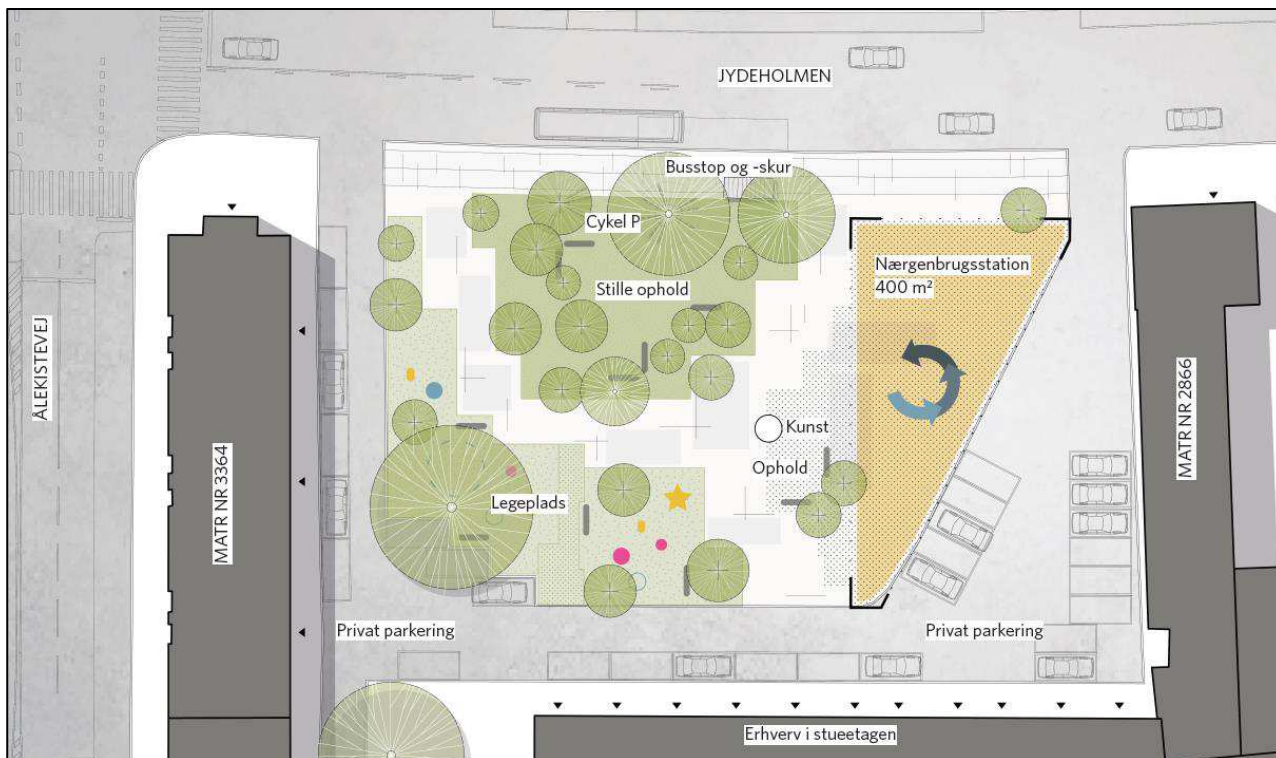 JYDEHOLMEN
Busstop og -skur
Cykel P
Nærgenbrugsstation
400 m²
Stille ophold
ÅLEKISTEVEJ
MATR NR 3364
MATR NR 2866
Kunst
Ophold
Legeplads
Privat parkering
Privat parkering
Erhverv i stueetagen